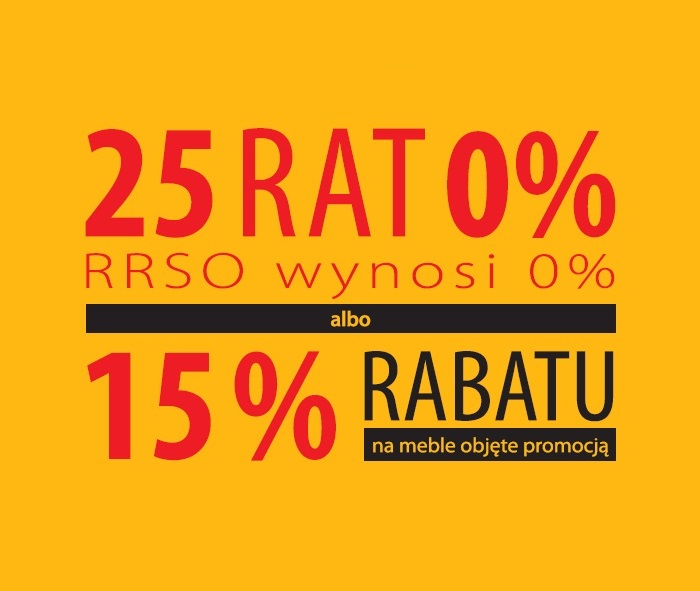 25 RAT 0%
RRSO wynosi 0%
albo
15% RABATU
na meble objęte promocją